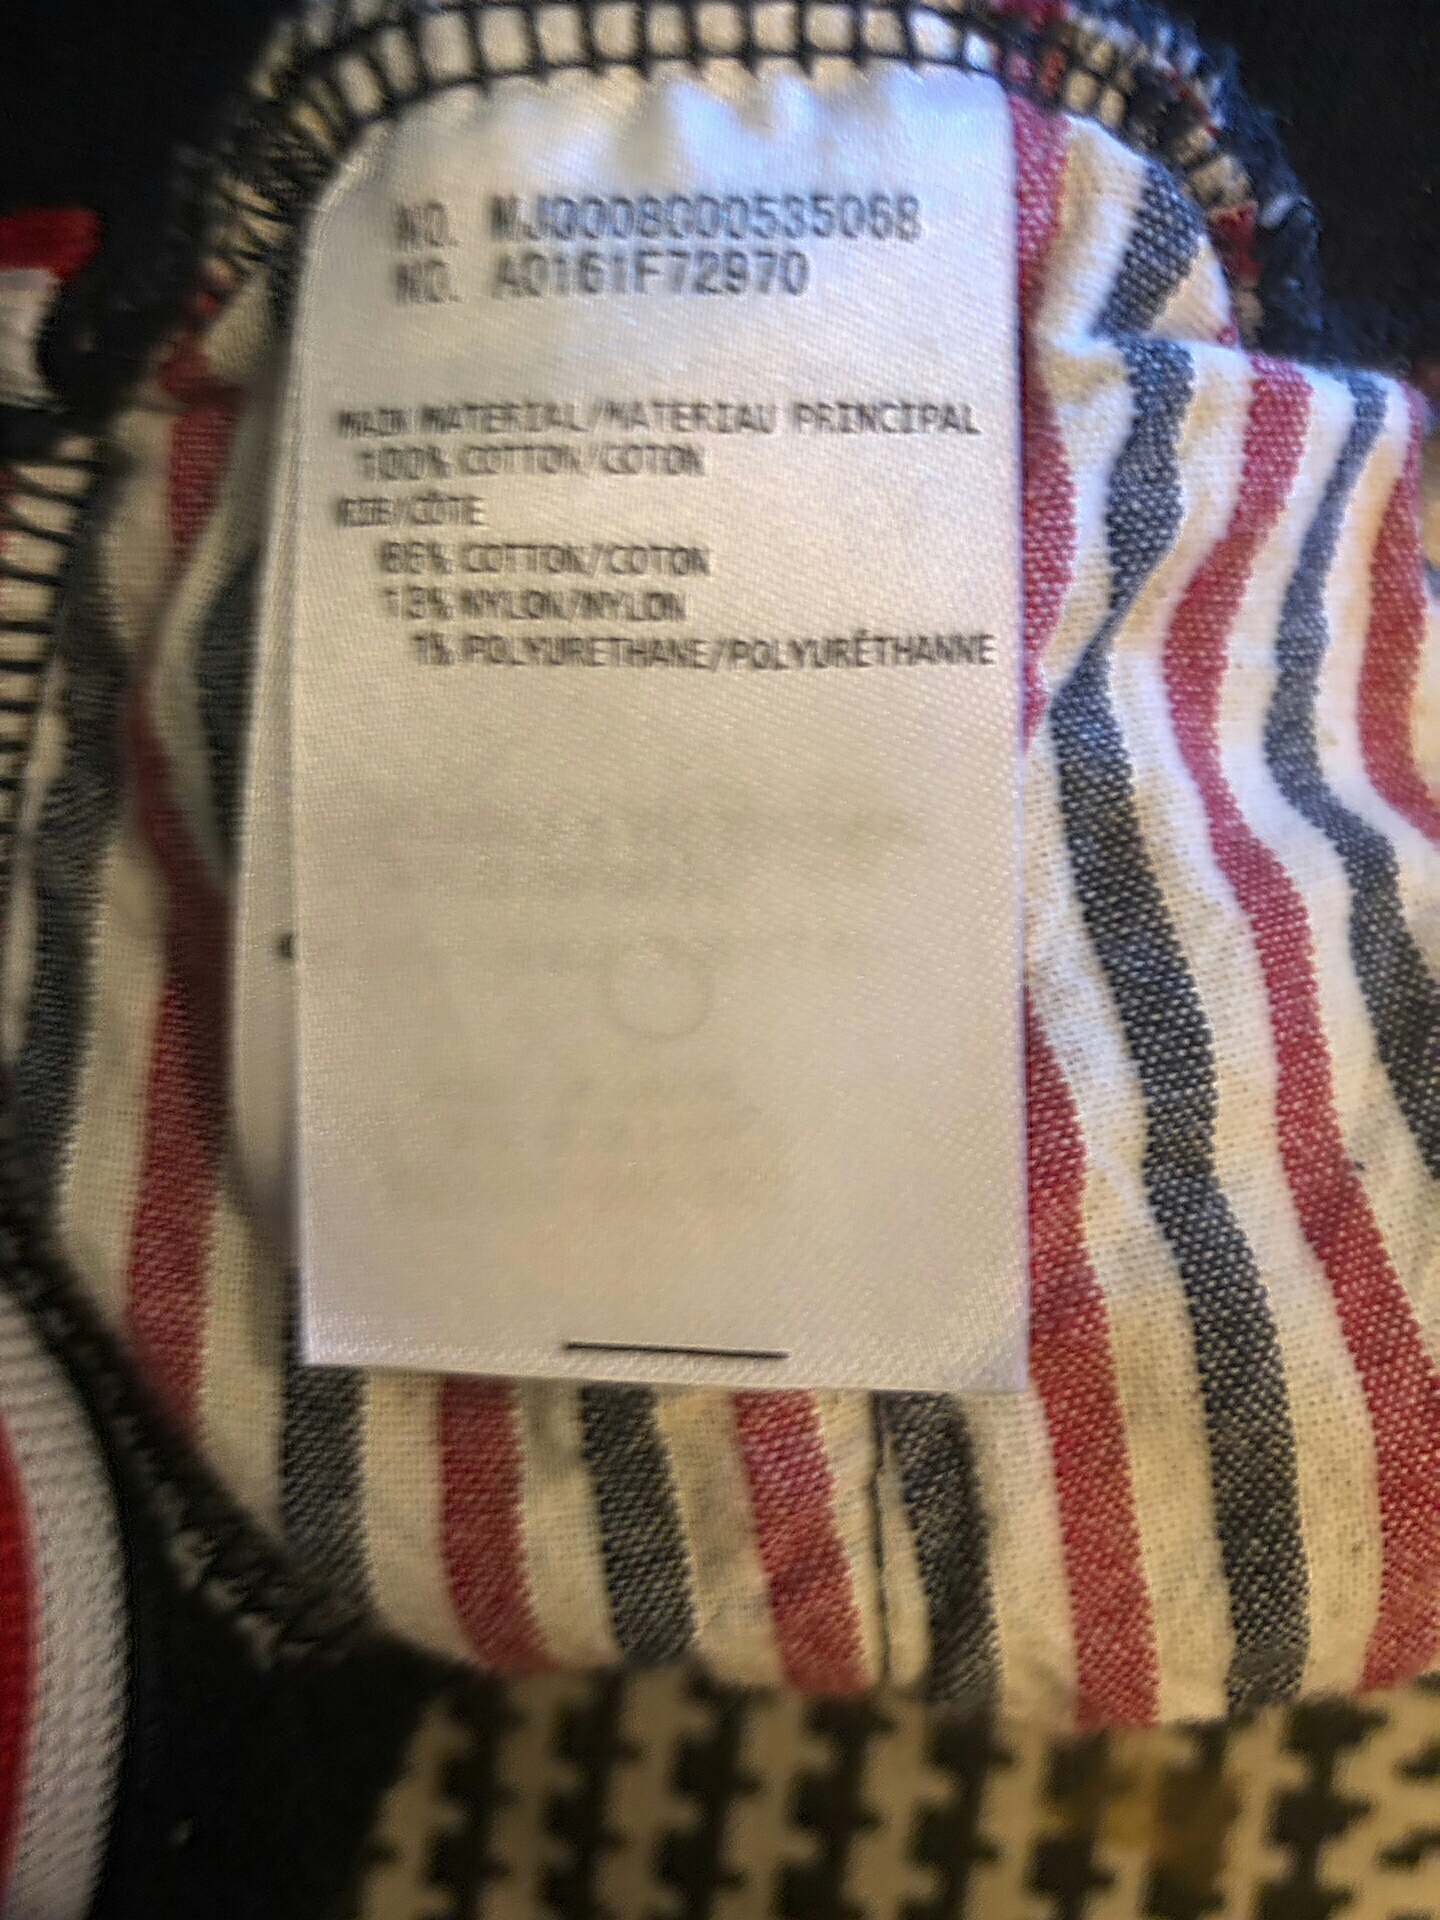 NO. MJ0008G00535068
NO. A0161F72970
MAIN MATERIAL/MATERIAU PRINCIPAL
100% COTTON/COTON
RIB/CÔTE
86% COTTON/COTON
13% NYLON/NYLON
1% POLYURETHANE/POLYURÉTHANNE